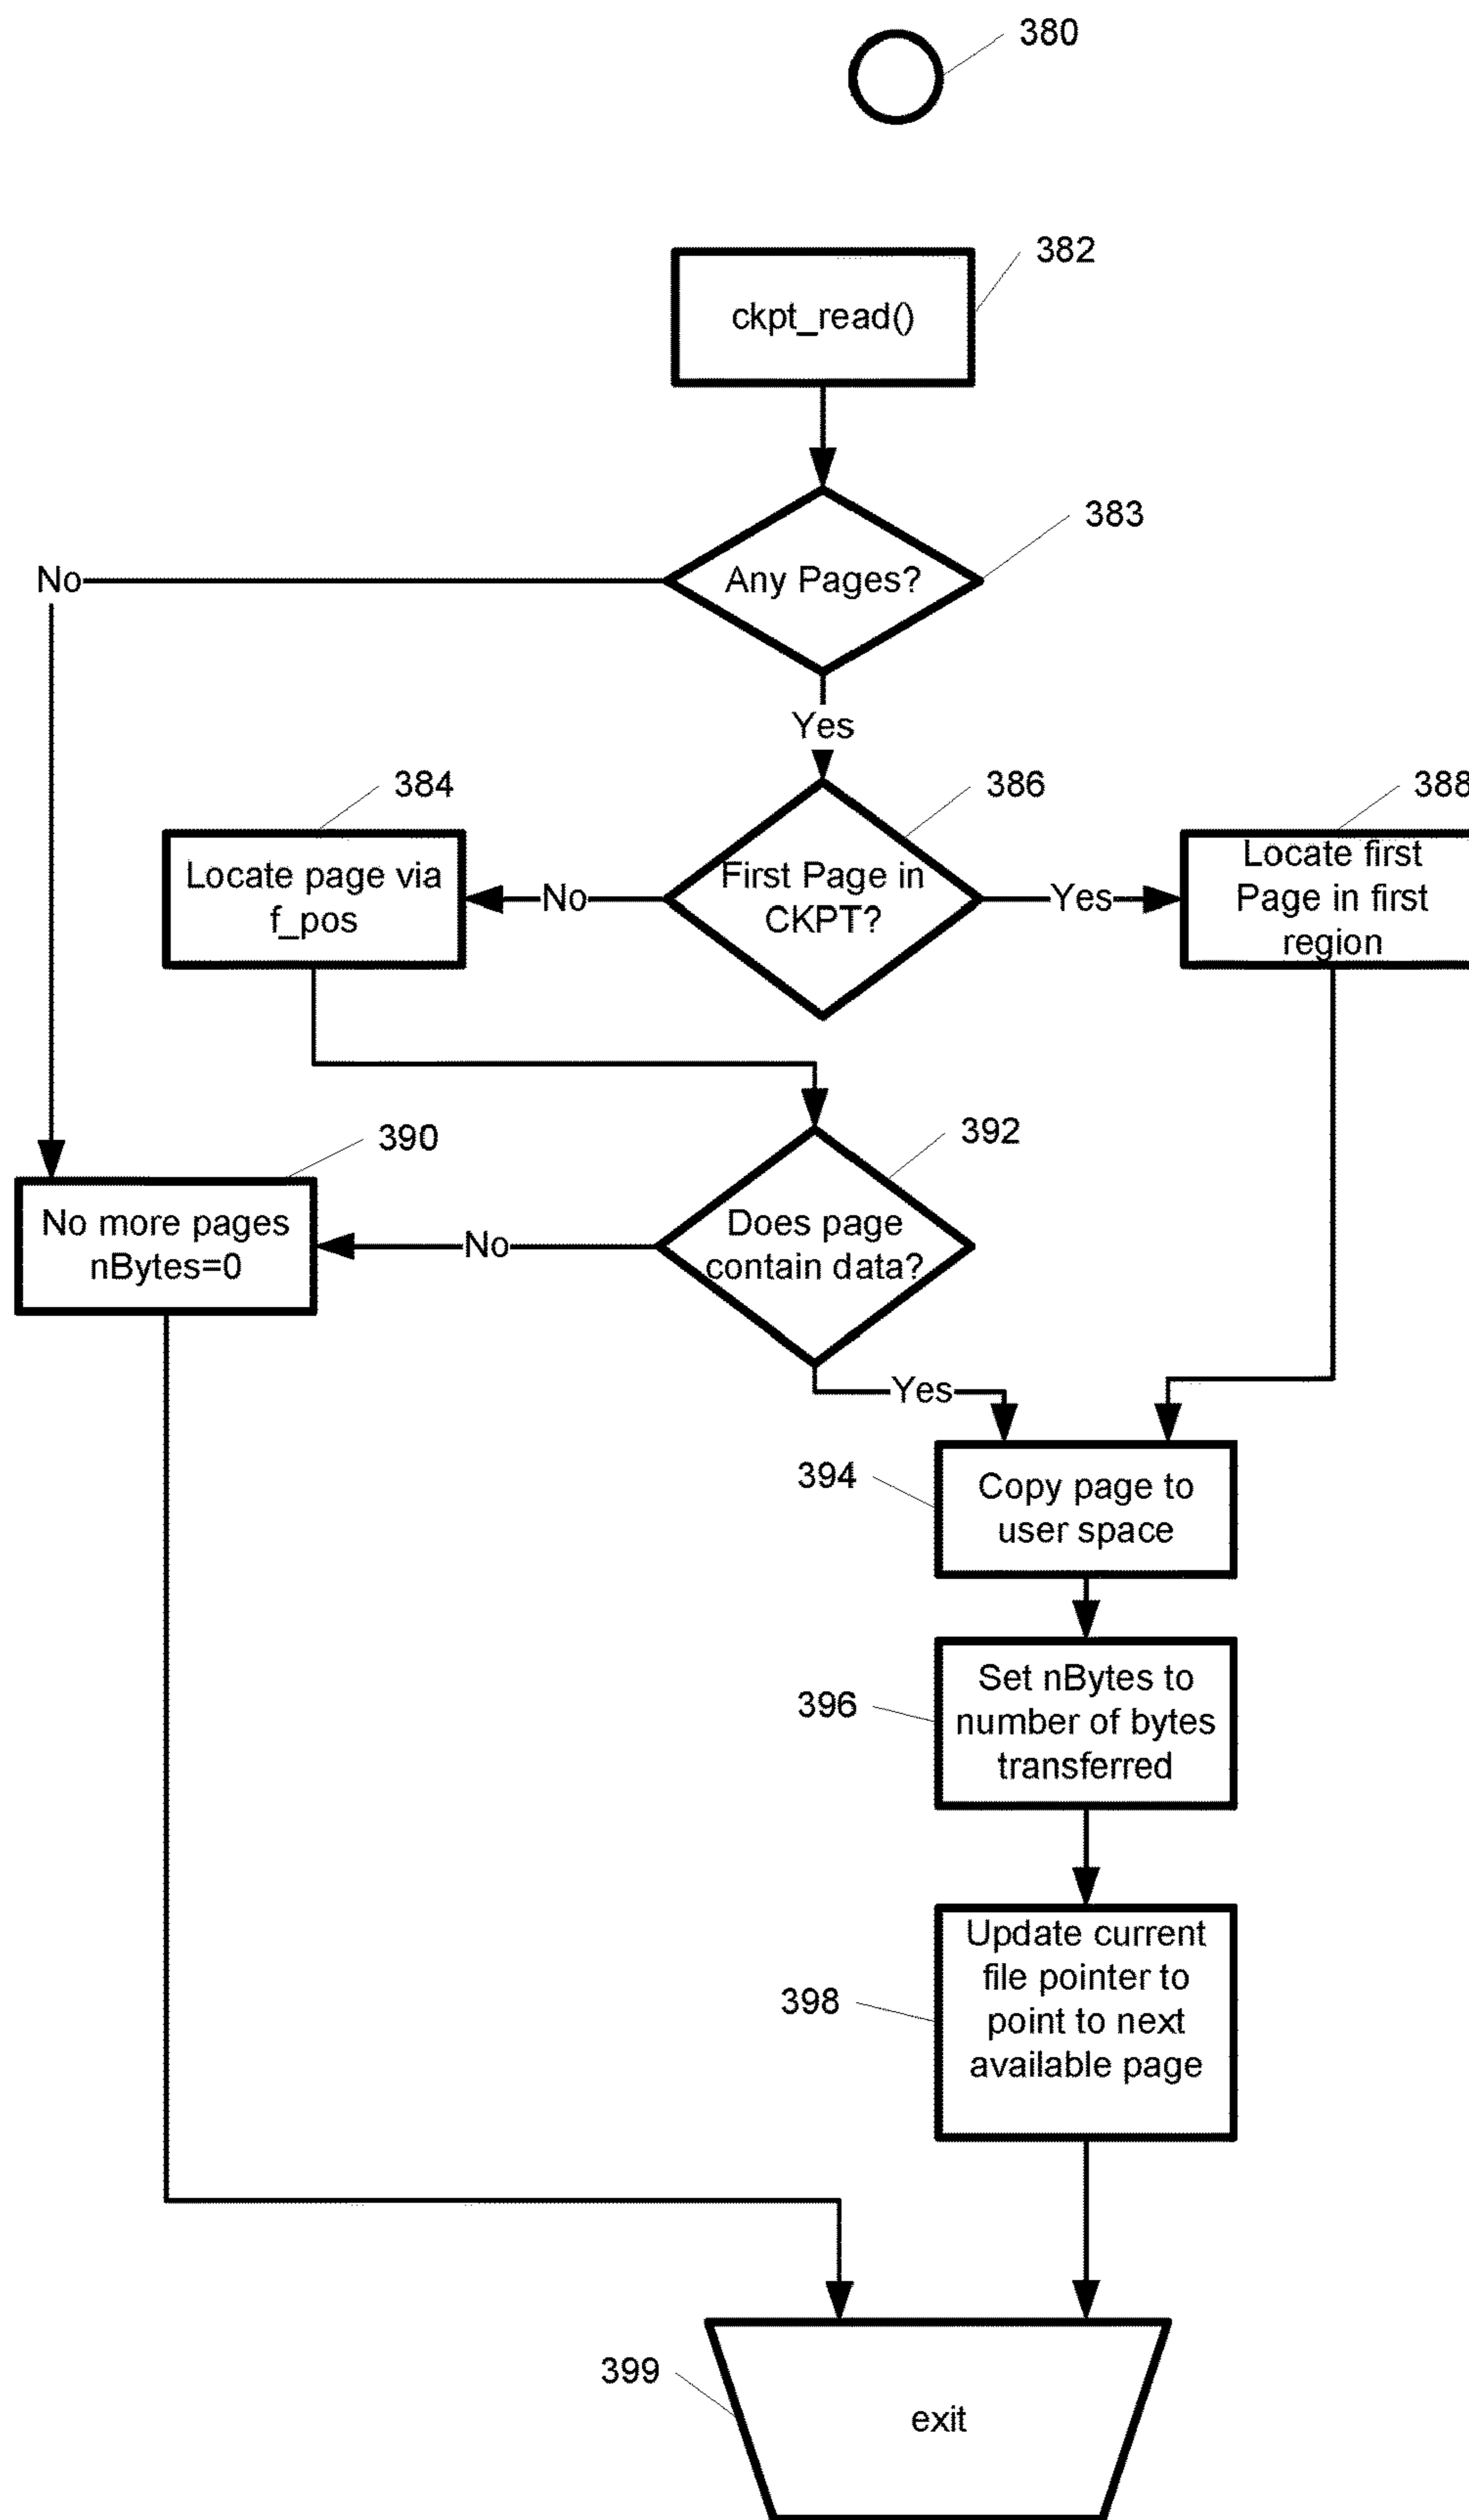 380
382
ckpt_read()
383
Any Pages?
No
Yes
384
386
388
Locate page via
f_pos
No
First Page in
CKPT?
Yes
Locate first
Page in first
region
390
392
No more pages
nBytes=0
No
Does page
contain data?
Yes
394
Copy page to
user space
396
Set nBytes to
number of bytes
transferred
398
Update current
file pointer to
point to next
available page
399
exit